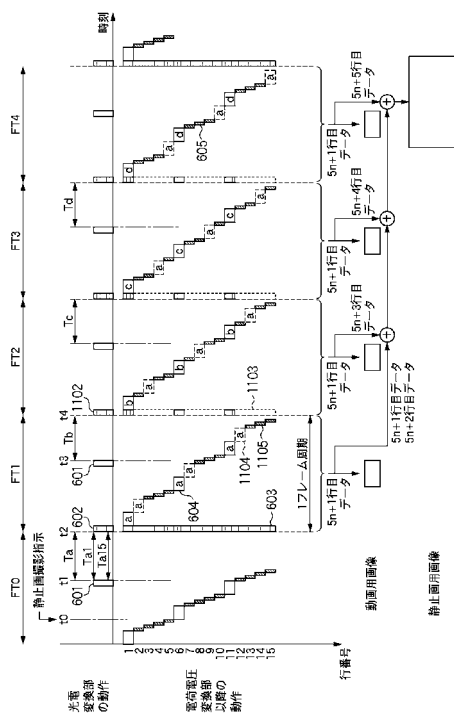 FT0
FT1
FT2
FT3
FT4
静止画撮影指示
t0
t1
t2
t3
t4
601
602
601
1102
Ta
Ta1
Ta15
Tb
Tc
Td
時刻
光電
変換部
の動作
電荷電圧
変換部
以降の
動作
1
2
3
4
5
6
7
8
9
10
11
12
13
14
15
行番号
a
a
a
a
a
a
604
1104
1105
603
1103
b
a
a
b
a
b
a
c
a
c
a
c
a
d
a
d
a
d
a
605
1フレーム周期
5n+1行目
データ
5n+1行目データ
5n+2行目データ
5n+1行目
データ
5n+3行目
データ
5n+1行目
データ
5n+4行目
データ
5n+1行目
データ
5n+5行目
データ
動画用画像
静止画用画像